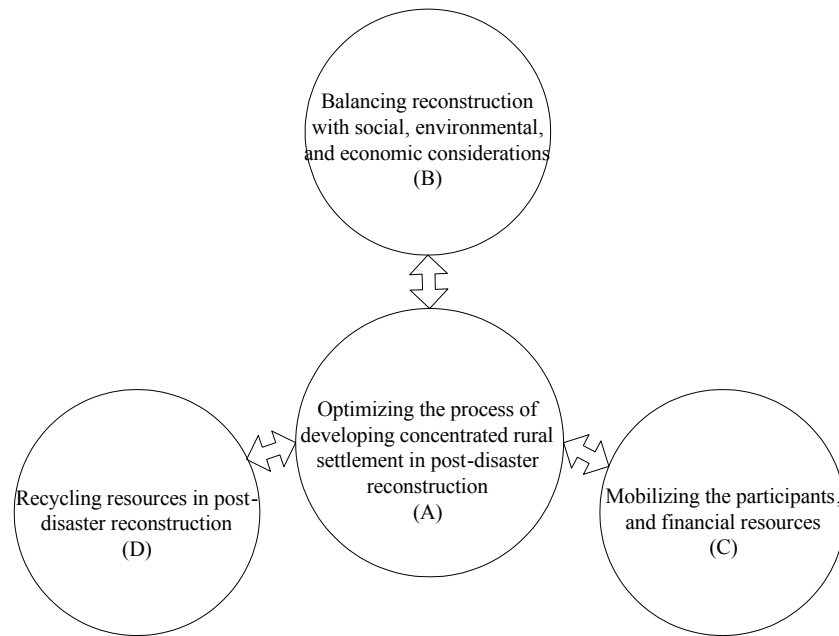 Balancing reconstruction
with social, environmental,
and economic considerations
(B)
Optimizing the process of
developing concentrated rural
settlement in post-disaster
reconstruction
(A)
Recycling resources in post-
disaster reconstruction
(D)
Mobilizing the participants,
and financial resources
(C)